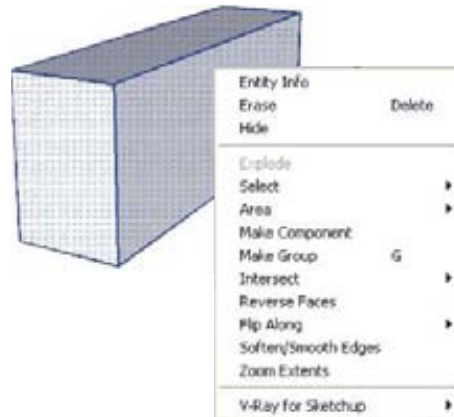 Entity Info
Erase Delete
Hide
Explode
Select
Area
Make Component
Make Group G
Intersect
Reverse Faces
Flip Along
Soften/Smooth Edges
Zoom Extents
V-Ray for Sketchup